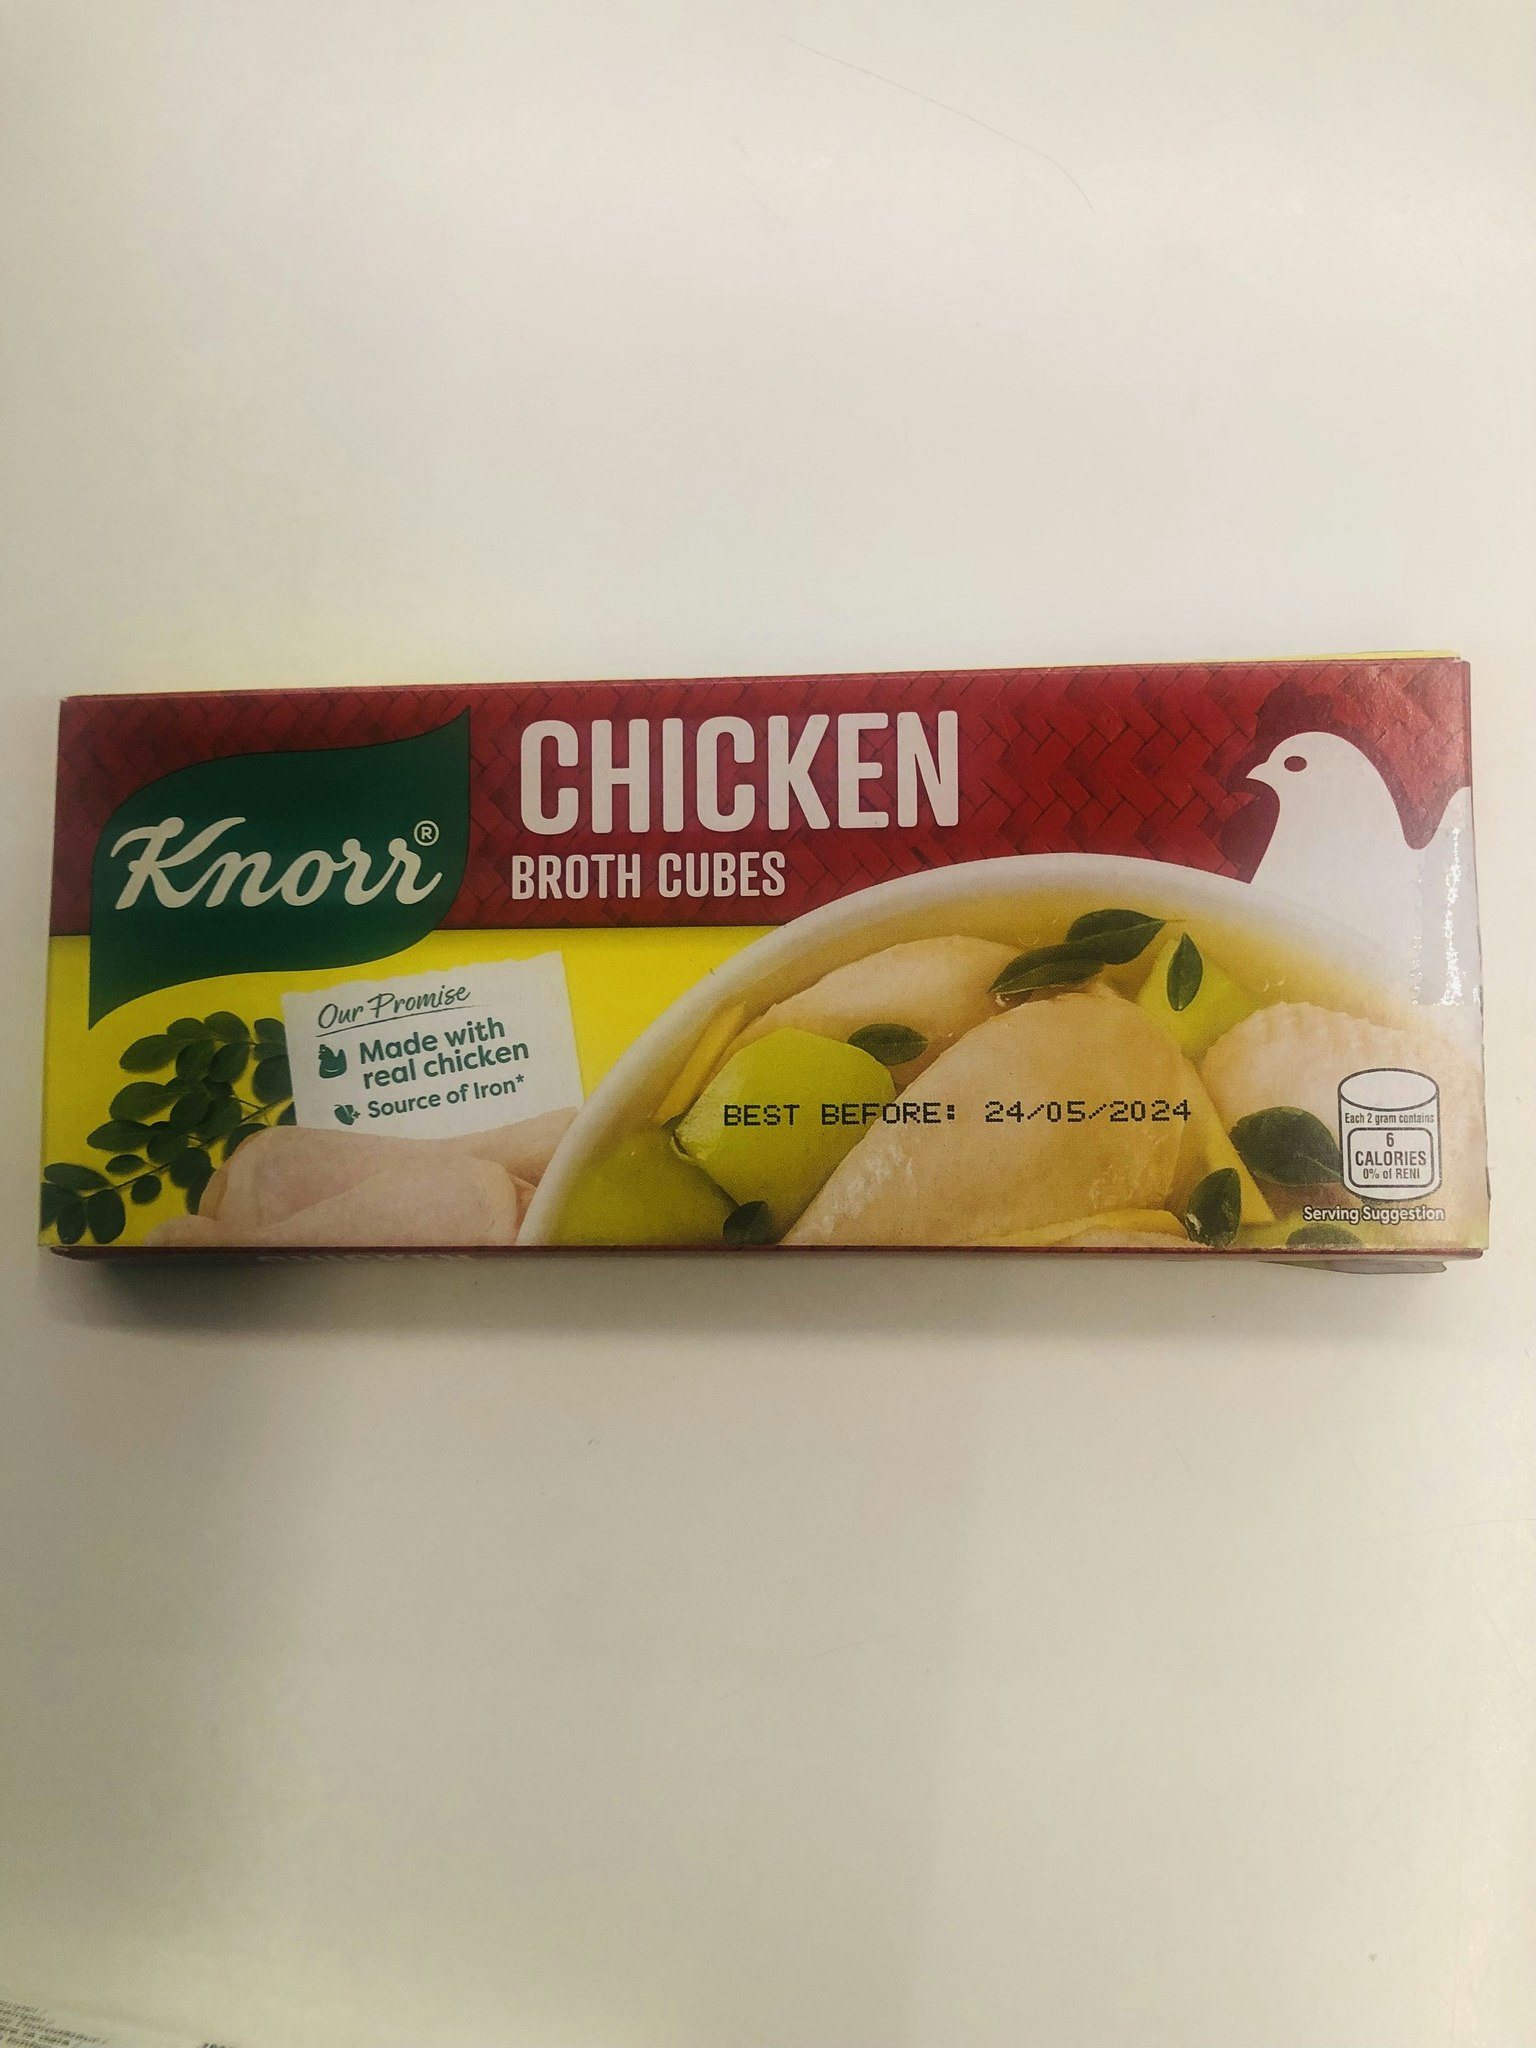 Knorr®
CHICKEN
BROTH CUBES
Our Promise
Made with
real chicken
Source of Iron*
BEST BEFORE: 24/05/2024
Each 2 gram contains
6
CALORIES
0% of RENI
Serving Suggestion